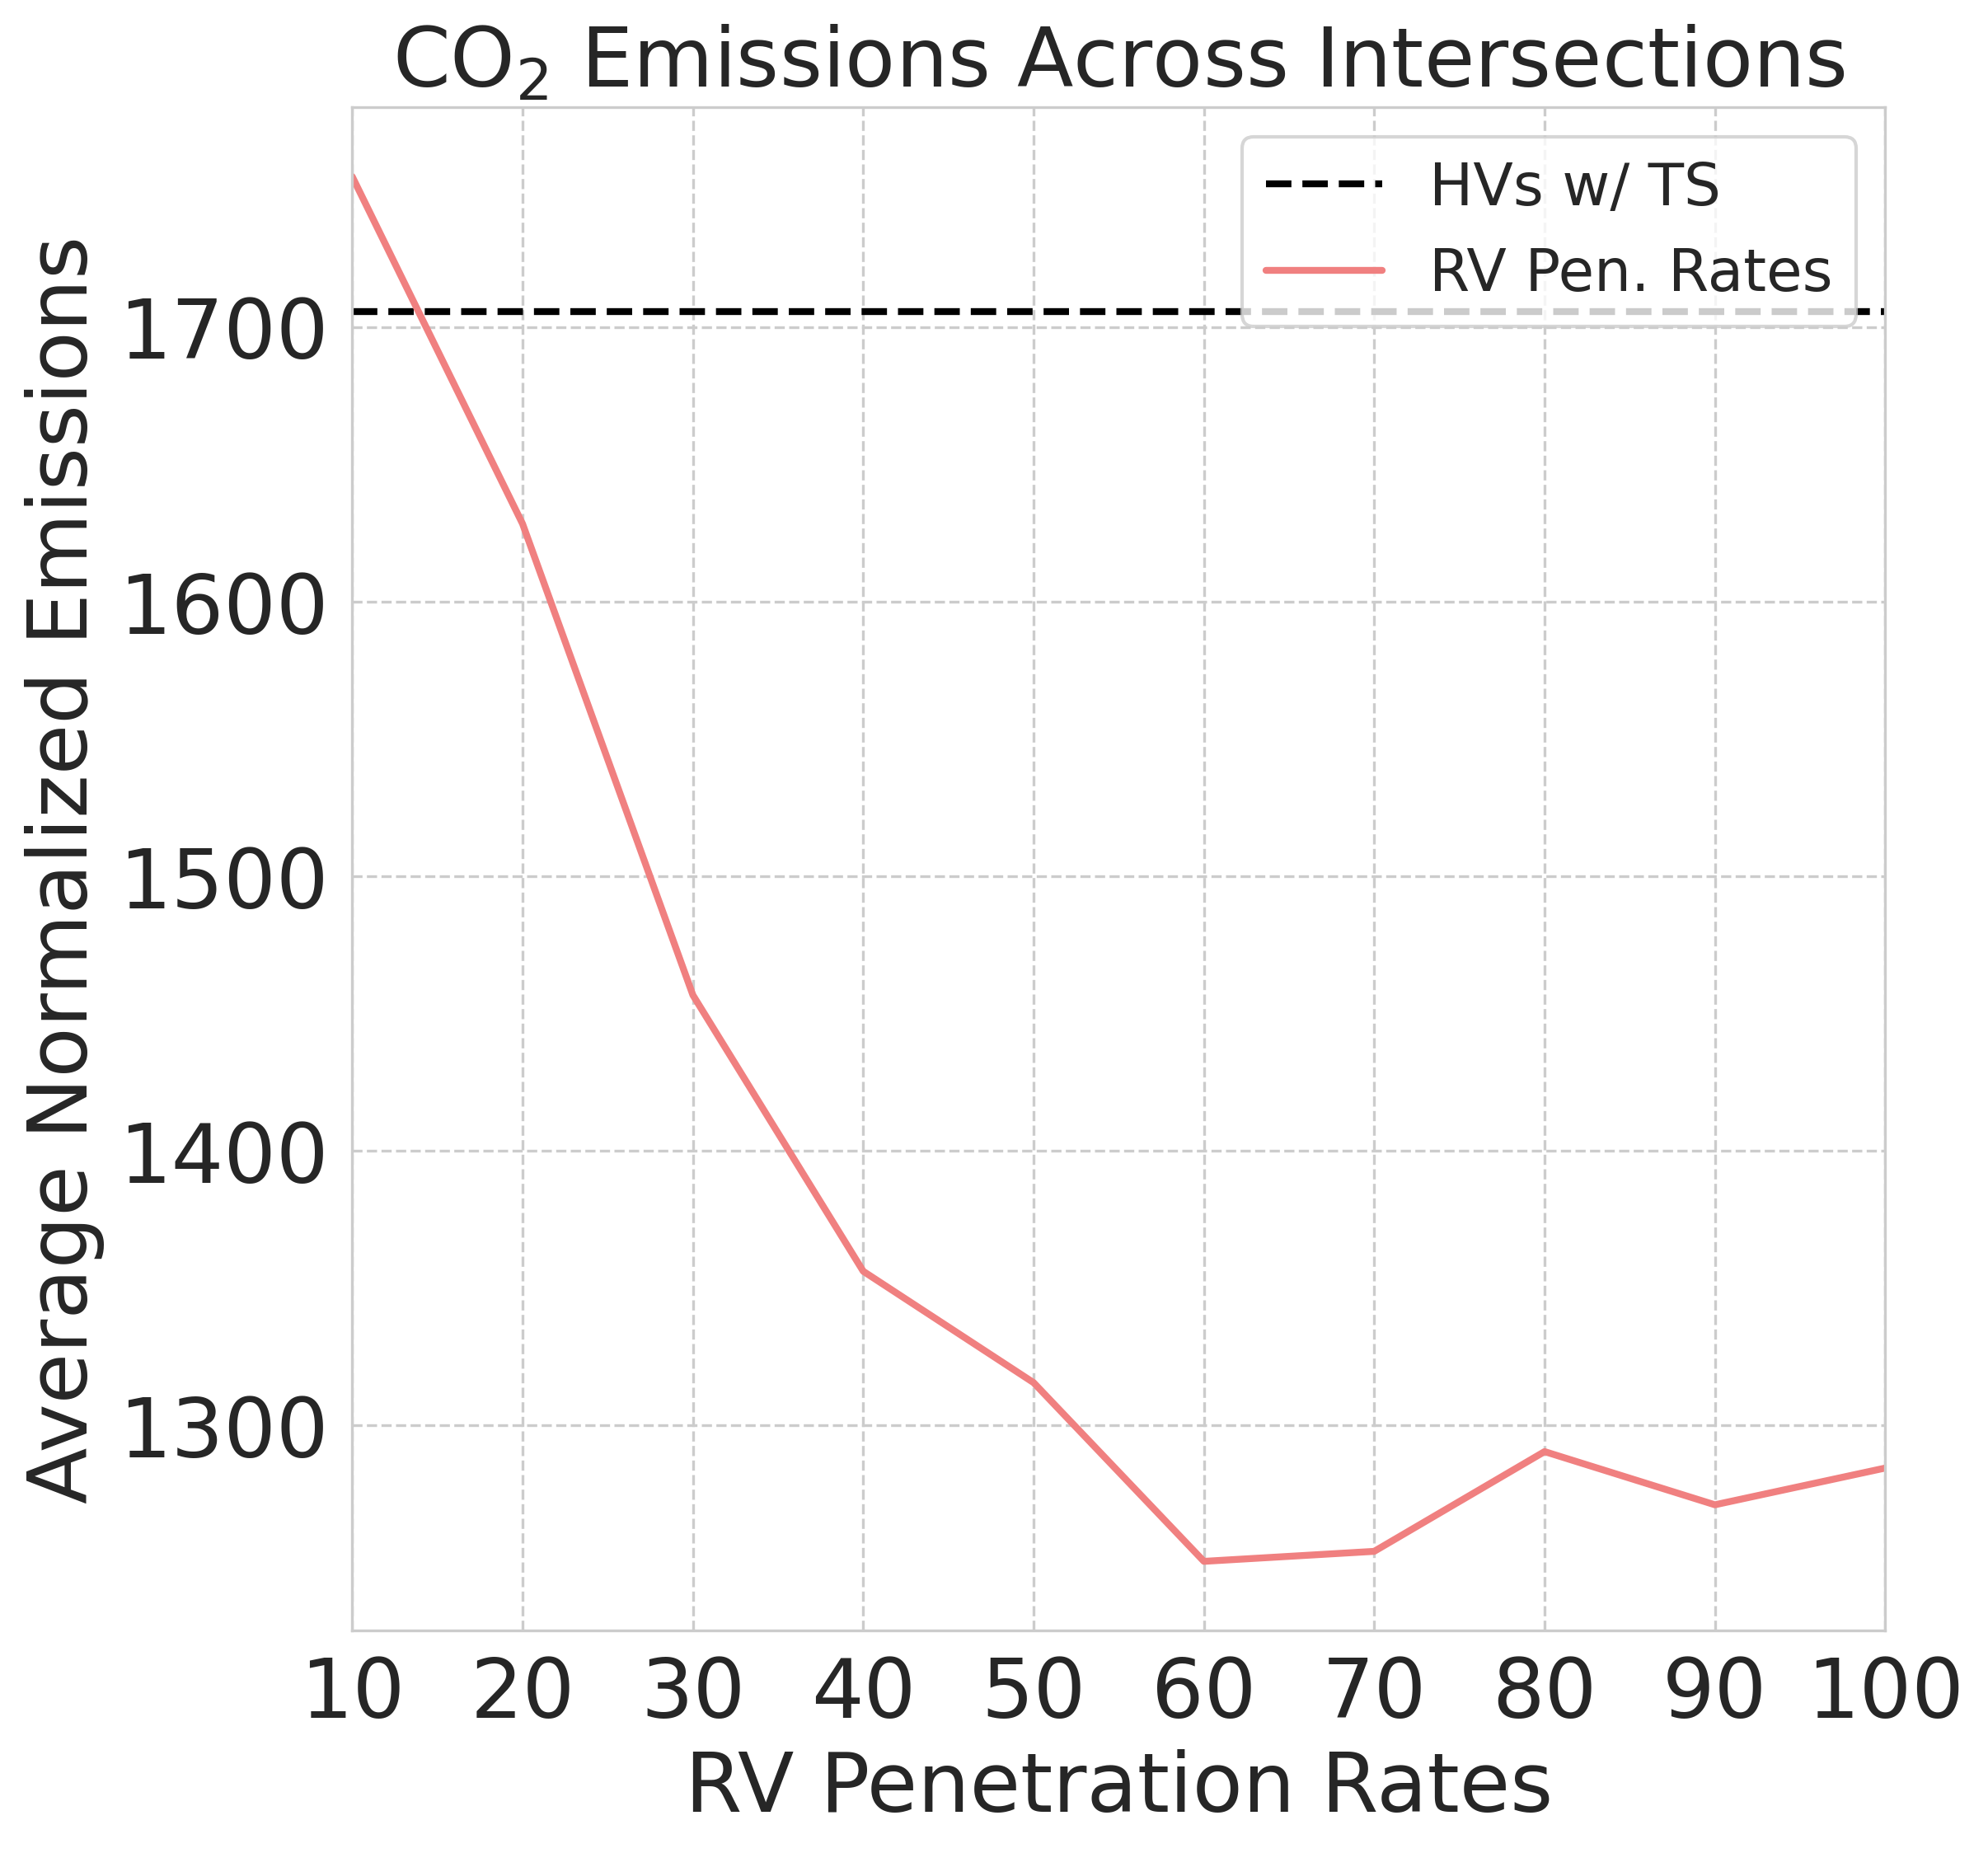 CO₂ Emissions Across Intersections
HVs w/ TS
RV Pen. Rates
Average Normalized Emissions
1700
1600
1500
1400
1300
10 20 30 40 50 60 70 80 90 100
RV Penetration Rates